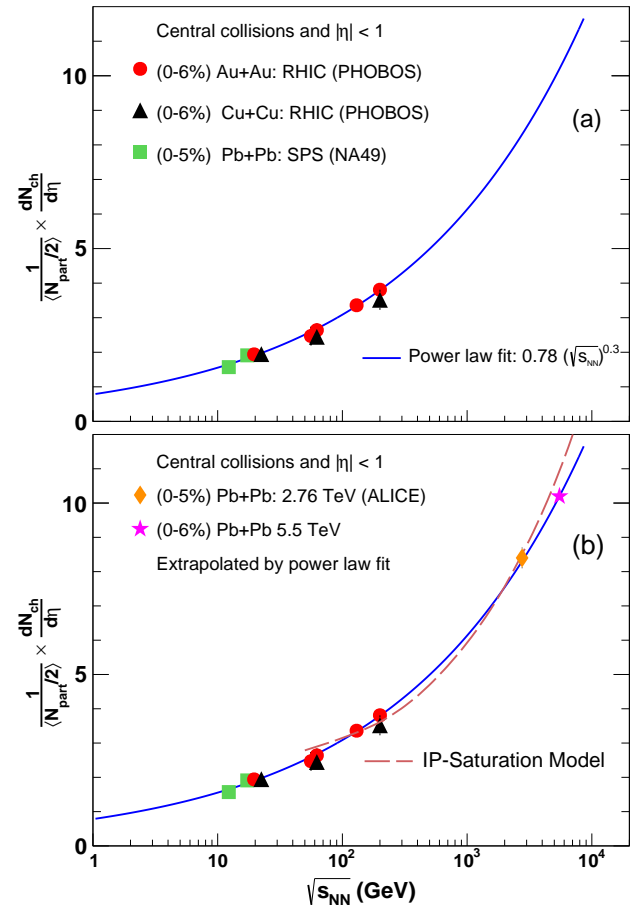 Central collisions and |η| < 1
(0-6%) Au+Au: RHIC (PHOBOS)
(0-6%) Cu+Cu: RHIC (PHOBOS)
(0-5%) Pb+Pb: SPS (NA49)
(a)
10
5
0
1/⟨N_part/2⟩ × dN_ch/dη
Power law fit: 0.78 (√s_NN)^0.3
Central collisions and |η| < 1
(0-5%) Pb+Pb: 2.76 TeV (ALICE)
(0-6%) Pb+Pb 5.5 TeV
Extrapolated by power law fit
(b)
10
5
0
1/⟨N_part/2⟩ × dN_ch/dη
IP-Saturation Model
1 10 10^2 10^3 10^4
√s_NN (GeV)